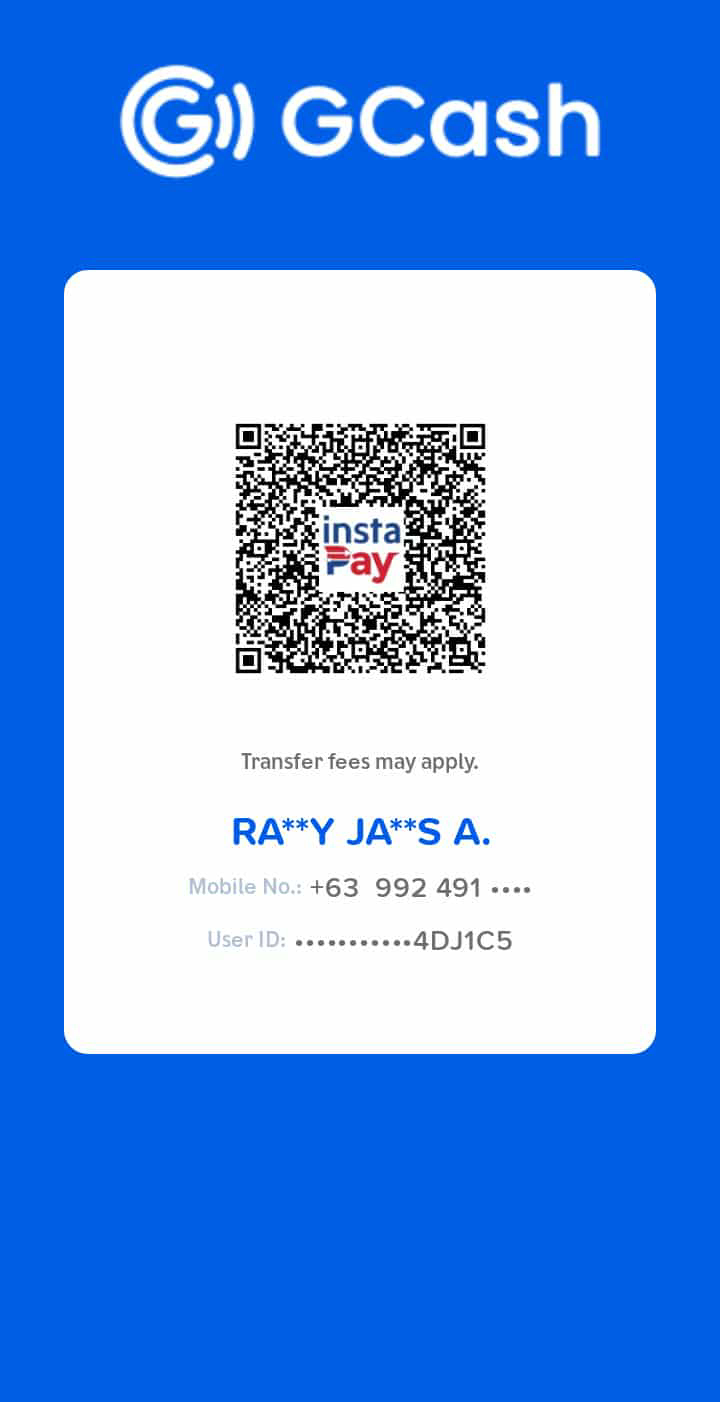 GCash
insta
Pay
Transfer fees may apply.
RA**Y JA**S A.
Mobile No.: +63 992 491 ••••
User ID: •••••••••••4DJ1C5